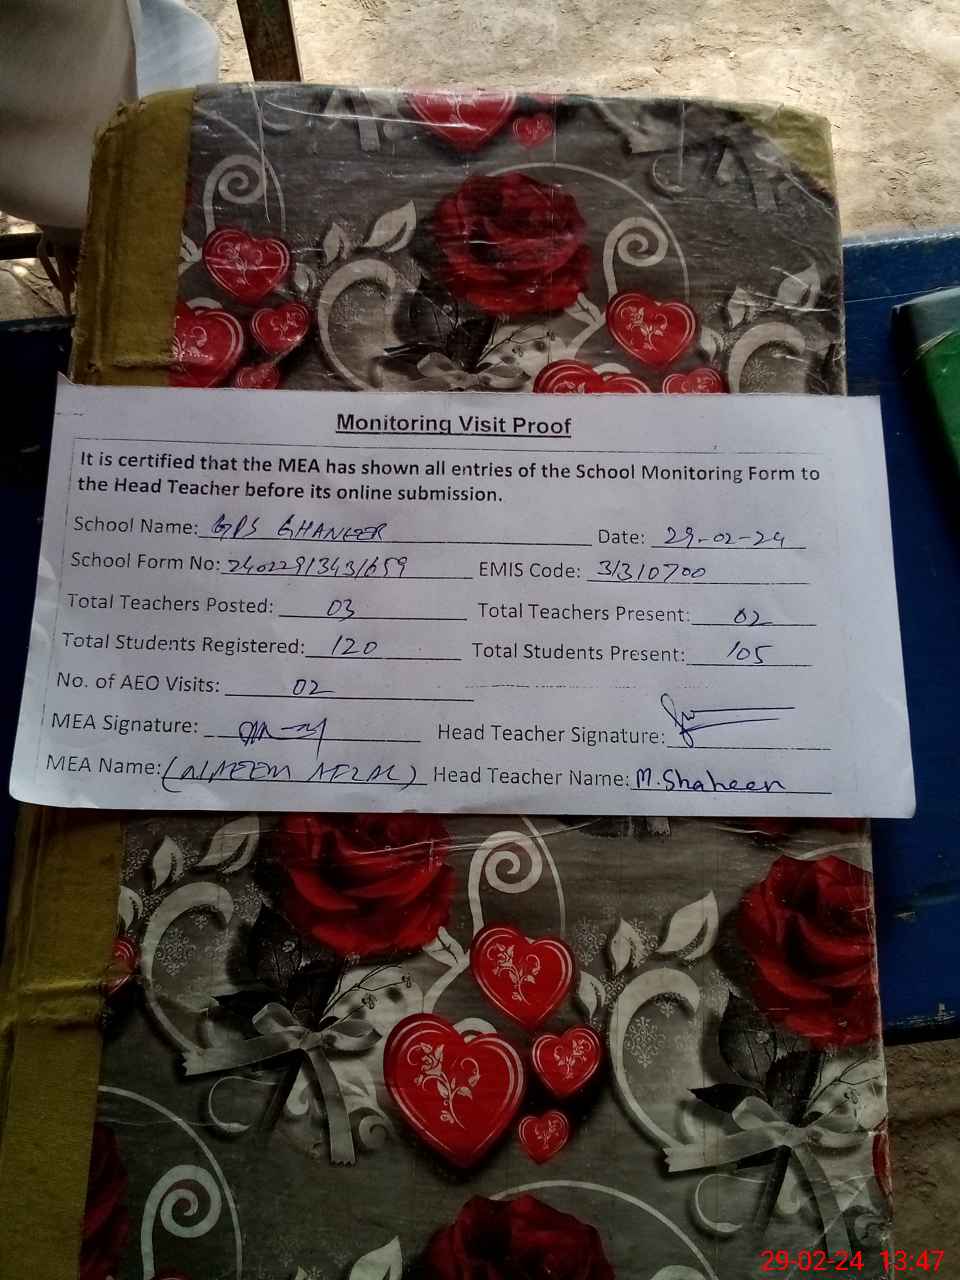 Monitoring Visit Proof
It is certified that the MEA has shown all entries of the School Monitoring Form to
the Head Teacher before its online submission.
School Name: GPS Date: 29-02-24
School Form No: 24022913431659 EMIS Code: 31310700
Total Teachers Posted: 03 Total Teachers Present: 02
Total Students Registered: 120 Total Students Present: 105
No. of AEO Visits: 02
MEA Signature: Head Teacher Signature:
MEA Name: Head Teacher Name: M. Shaheen
29-02-24 13:47